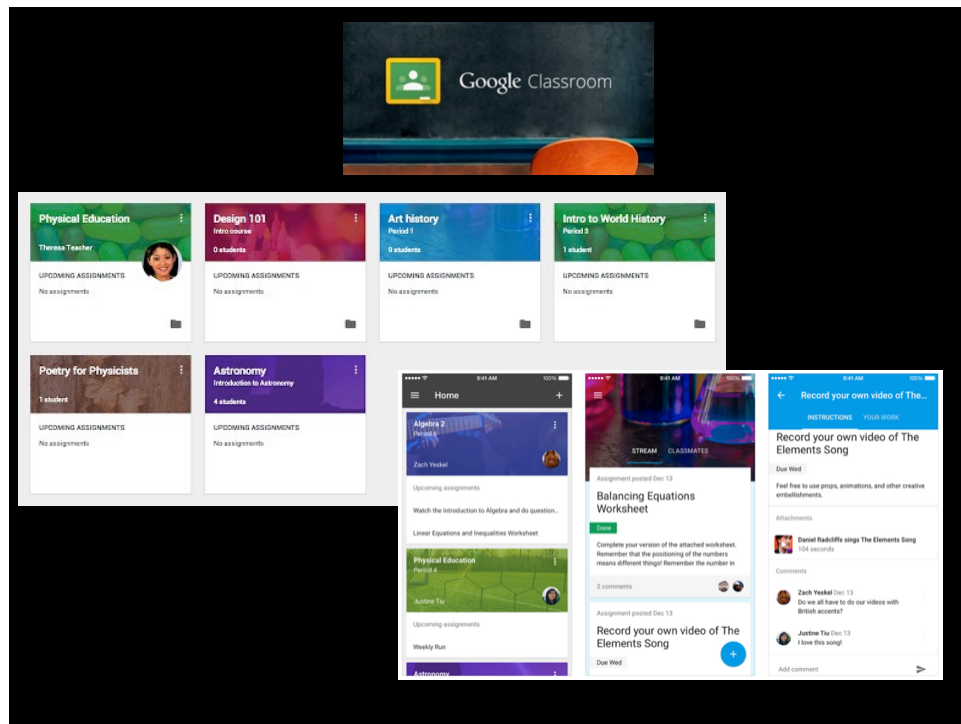 Google Classroom
Physical Education
Theresa Teacher
UPCOMING ASSIGNMENTS
No assignments
Design 101
Intro course
0 students
UPCOMING ASSIGNMENTS
No assignments
Art history
Period 1
9 students
UPCOMING ASSIGNMENTS
No assignments
Intro to World History
Period 3
1 student
UPCOMING ASSIGNMENTS
No assignments
Poetry for Physicists
1 student
UPCOMING ASSIGNMENTS
No assignments
Astronomy
Introduction to Astronomy
4 students
UPCOMING ASSIGNMENTS
No assignments
9:41 AM 100%
Home
Algebra 2
Period 6
Zach Yeskel
Upcoming assignments
Watch the Introduction to Algebra and do question...
Linear Equations and Inequalities Worksheet
Physical Education
Period 4
Justine Tiu
Upcoming assignments
Weekly Run
Astronomy
9:41 AM 100%
STREAM CLASSMATES
Assignment posted Dec 13
Balancing Equations
Worksheet
Done
Complete your version of the attached worksheet.
Remember that the positioning of the numbers
means different things! Remember the number in
2 comments
Assignment posted Dec 13
Record your own video of The
Elements Song
Due Wed
9:41 AM 100%
Record your own video of The...
INSTRUCTIONS YOUR WORK
Record your own video of The
Elements Song
Due Wed
Feel free to use props, animations, and other creative
embellishments.
Attachments
Daniel Radcliffe sings The Elements Song
104 seconds
Comments
Zach Yeskel Dec 13
Do we all have to do our videos with
British accents?
Justine Tiu Dec 13
I love this song!
Add comment